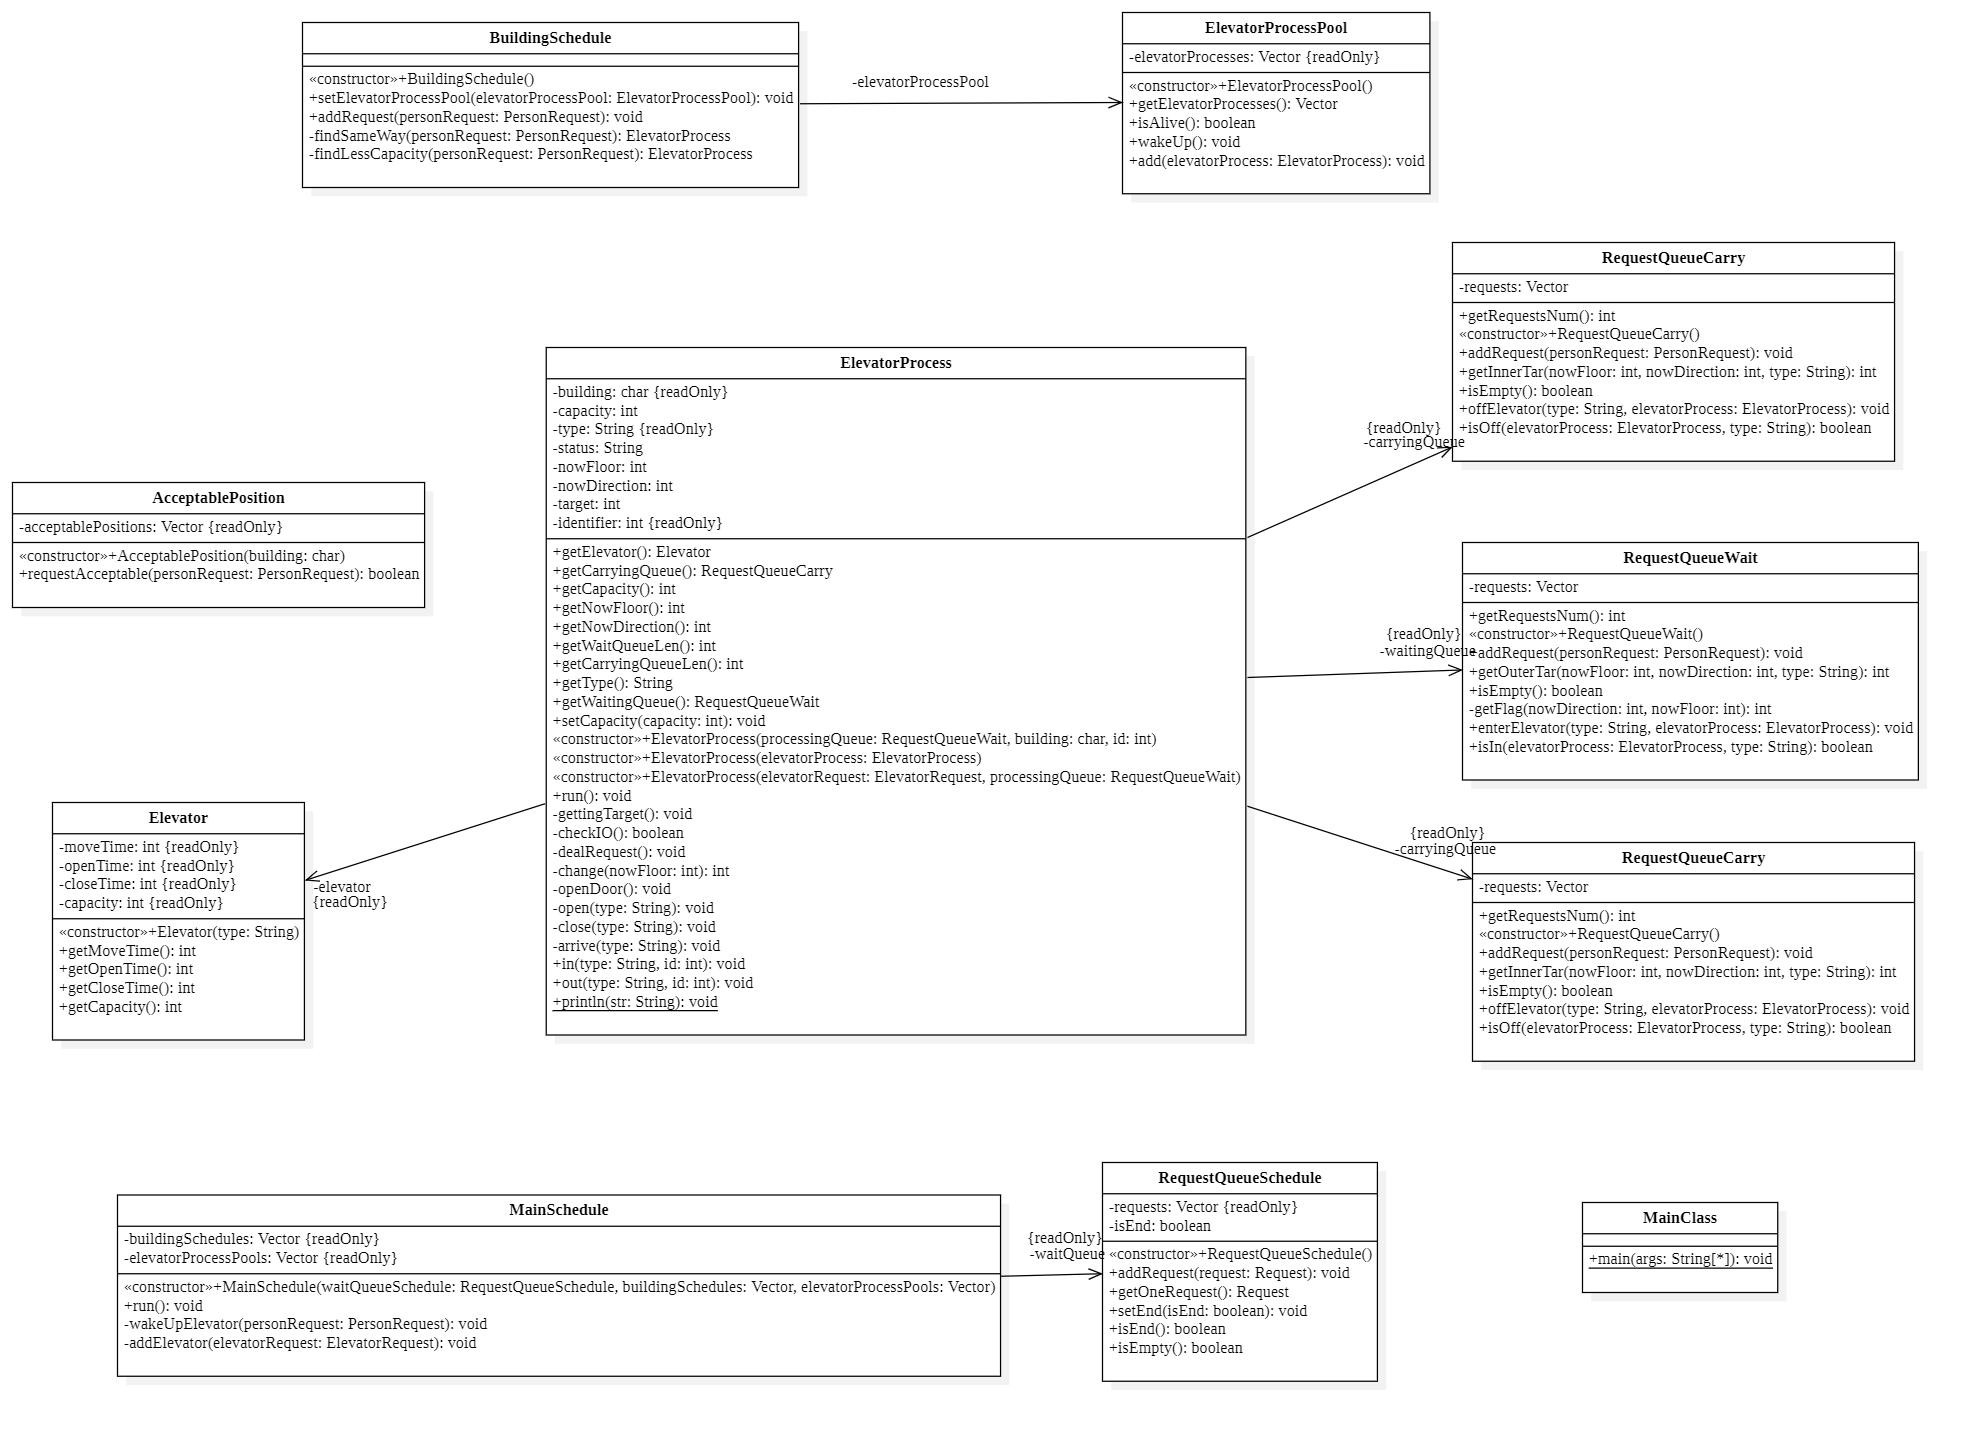 BuildingSchedule
«constructor»+BuildingSchedule()
+setElevatorProcessPool(elevatorProcessPool: ElevatorProcessPool): void
+addRequest(personRequest: PersonRequest): void
-findSameWay(personRequest: PersonRequest): ElevatorProcess
-findLessCapacity(personRequest: PersonRequest): ElevatorProcess
-elevatorProcessPool
ElevatorProcessPool
-elevatorProcesses: Vector {readOnly}
«constructor»+ElevatorProcessPool()
+getElevatorProcesses(): Vector
+isAlive(): boolean
+wakeUp(): void
+add(elevatorProcess: ElevatorProcess): void
RequestQueueCarry
-requests: Vector
+getRequestsNum(): int
«constructor»+RequestQueueCarry()
+addRequest(personRequest: PersonRequest): void
+getInnerTar(nowFloor: int, nowDirection: int, type: String): int
+isEmpty(): boolean
+offElevator(type: String, elevatorProcess: ElevatorProcess): void
+isOff(elevatorProcess: ElevatorProcess, type: String): boolean
{readOnly}
-carryingQueue
ElevatorProcess
-building: char {readOnly}
-capacity: int
-type: String {readOnly}
-status: String
-nowFloor: int
-nowDirection: int
-target: int
-identifier: int {readOnly}
+getElevator(): Elevator
+getCarryingQueue(): RequestQueueCarry
+getCapacity(): int
+getNowFloor(): int
+getNowDirection(): int
+getWaitQueueLen(): int
+getCarryingQueueLen(): int
+getType(): String
+getWaitingQueue(): RequestQueueWait
+setCapacity(capacity: int): void
«constructor»+ElevatorProcess(processingQueue: RequestQueueWait, building: char, id: int)
«constructor»+ElevatorProcess(elevatorProcess: ElevatorProcess)
«constructor»+ElevatorProcess(elevatorRequest: ElevatorRequest, processingQueue: RequestQueueWait)
+run(): void
-gettingTarget(): void
-checkIO(): boolean
-dealRequest(): void
-change(nowFloor: int): int
-openDoor(): void
-open(type: String): void
-close(type: String): void
-arrive(type: String): void
+in(type: String, id: int): void
+out(type: String, id: int): void
+println(str: String): void
AcceptablePosition
-acceptablePositions: Vector {readOnly}
«constructor»+AcceptablePosition(building: char)
+requestAcceptable(personRequest: PersonRequest): boolean
RequestQueueWait
-requests: Vector
+getRequestsNum(): int
«constructor»+RequestQueueWait()
+addRequest(personRequest: PersonRequest): void
+getOuterTar(nowFloor: int, nowDirection: int, type: String): int
+isEmpty(): boolean
-getFlag(nowDirection: int, nowFloor: int): int
+enterElevator(type: String, elevatorProcess: ElevatorProcess): void
+isIn(elevatorProcess: ElevatorProcess, type: String): boolean
{readOnly}
-waitingQueue
Elevator
-moveTime: int {readOnly}
-openTime: int {readOnly}
-closeTime: int {readOnly}
-capacity: int {readOnly}
«constructor»+Elevator(type: String)
+getMoveTime(): int
+getOpenTime(): int
+getCloseTime(): int
+getCapacity(): int
-elevator
{readOnly}
{readOnly}
-carryingQueue
RequestQueueCarry
-requests: Vector
+getRequestsNum(): int
«constructor»+RequestQueueCarry()
+addRequest(personRequest: PersonRequest): void
+getInnerTar(nowFloor: int, nowDirection: int, type: String): int
+isEmpty(): boolean
+offElevator(type: String, elevatorProcess: ElevatorProcess): void
+isOff(elevatorProcess: ElevatorProcess, type: String): boolean
MainSchedule
-buildingSchedules: Vector {readOnly}
-elevatorProcessPools: Vector {readOnly}
«constructor»+MainSchedule(waitQueueSchedule: RequestQueueSchedule, buildingSchedules: Vector, elevatorProcessPools: Vector)
+run(): void
-wakeUpElevator(personRequest: PersonRequest): void
-addElevator(elevatorRequest: ElevatorRequest): void
{readOnly}
-waitQueue
RequestQueueSchedule
-requests: Vector {readOnly}
-isEnd: boolean
«constructor»+RequestQueueSchedule()
+addRequest(request: Request): void
+getOneRequest(): Request
+setEnd(isEnd: boolean): void
+isEnd(): boolean
+isEmpty(): boolean
MainClass
+main(args: String[*]): void